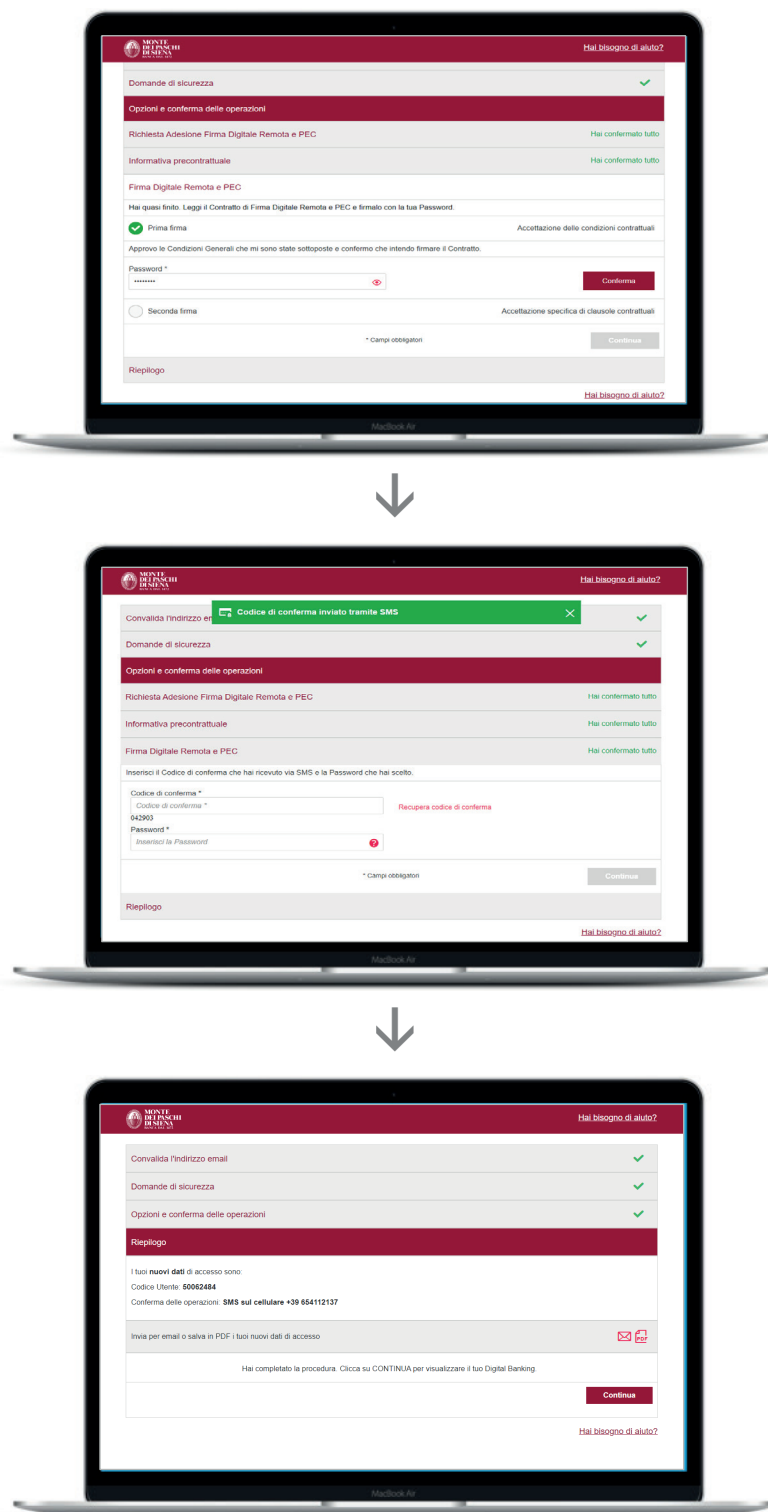 MONTE
DEI PASCHI
DI SIENA
BANCA DAL 1472
Hai bisogno di aiuto?
Domande di sicurezza
Opzioni e conferma delle operazioni
Richiesta Adesione Firma Digitale Remota e PEC Hai confermato tutto
Informativa precontrattuale Hai confermato tutto
Firma Digitale Remota e PEC
Hai quasi finito. Leggi il Contratto di Firma Digitale Remota e PEC e firmalo con la tua Password.
Prima firma Accettazione delle condizioni contrattuali
Approvo le Condizioni Generali che mi sono state sottoposte e confermo che intendo firmare il Contratto.
Password *
••••••••
Conferma
Seconda firma Accettazione specifica di clausole contrattuali
* Campi obbligatori Continua
Riepilogo
Hai bisogno di aiuto?
MacBook Air
MONTE
DEI PASCHI
DI SIENA
BANCA DAL 1472
Hai bisogno di aiuto?
Codice di conferma inviato tramite SMS
Convalida l'indirizzo er
Domande di sicurezza
Opzioni e conferma delle operazioni
Richiesta Adesione Firma Digitale Remota e PEC Hai confermato tutto
Informativa precontrattuale Hai confermato tutto
Firma Digitale Remota e PEC Hai confermato tutto
Inserisci il Codice di conferma che hai ricevuto via SMS e la Password che hai scelto.
Codice di conferma *
Codice di conferma * Recupera codice di conferma
042903
Password *
Inserisci la Password ?
* Campi obbligatori Continua
Riepilogo
Hai bisogno di aiuto?
MacBook Air
MONTE
DEI PASCHI
DI SIENA
BANCA DAL 1472
Hai bisogno di aiuto?
Convalida l'indirizzo email
Domande di sicurezza
Opzioni e conferma delle operazioni
Riepilogo
I tuoi nuovi dati di accesso sono:
Codice Utente: 50062484
Conferma delle operazioni: SMS sul cellulare +39 654112137
Invia per email o salva in PDF i tuoi nuovi dati di accesso PDF
Hai completato la procedura. Clicca su CONTINUA per visualizzare il tuo Digital Banking.
Continua
Hai bisogno di aiuto?
MacBook Air